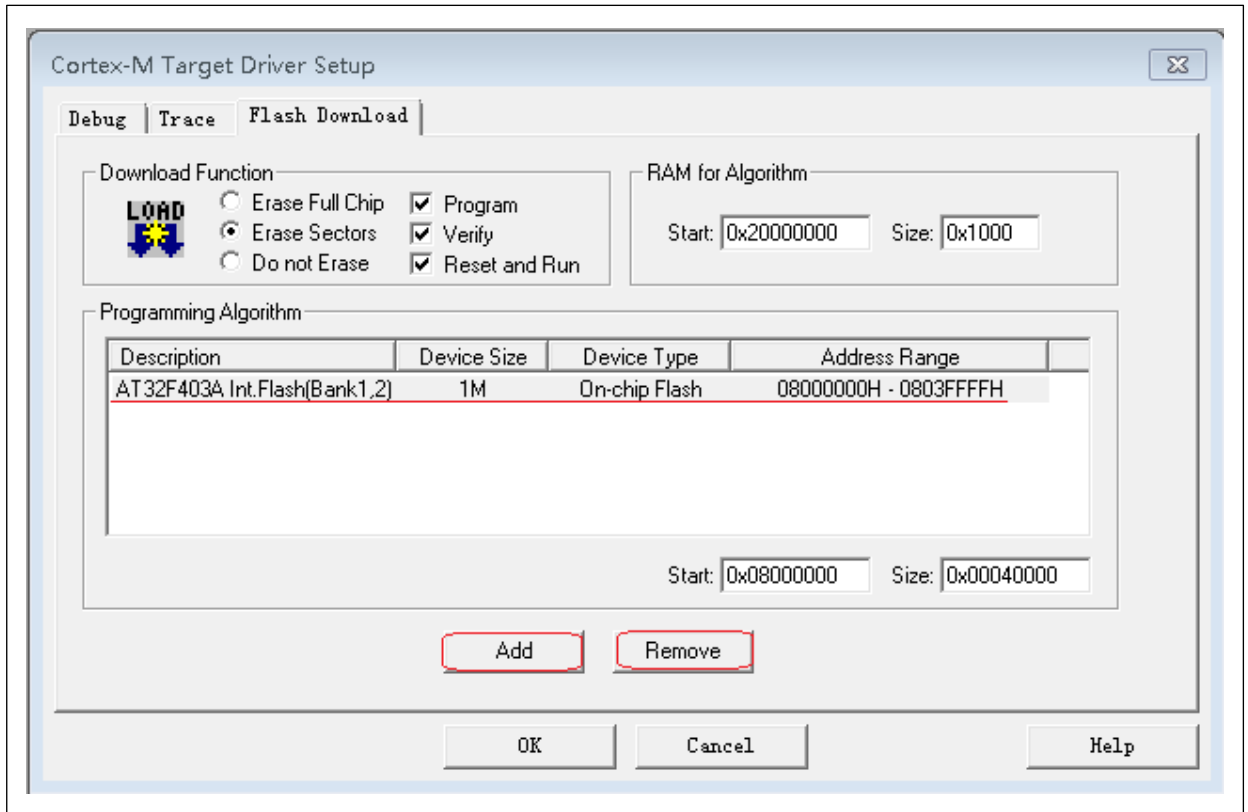 Cortex-M Target Driver Setup
Debug Trace Flash Download
Download Function RAM for Algorithm
LOAD
Erase Full Chip Program
Erase Sectors Verify Start: 0x20000000 Size: 0x1000
Do not Erase Reset and Run
Programming Algorithm
Description Device Size Device Type Address Range
AT32F403A Int.Flash(Bank1,2) 1M On-chip Flash 08000000H - 0803FFFFH
Start: 0x08000000 Size: 0x00040000
Add Remove
OK Cancel Help